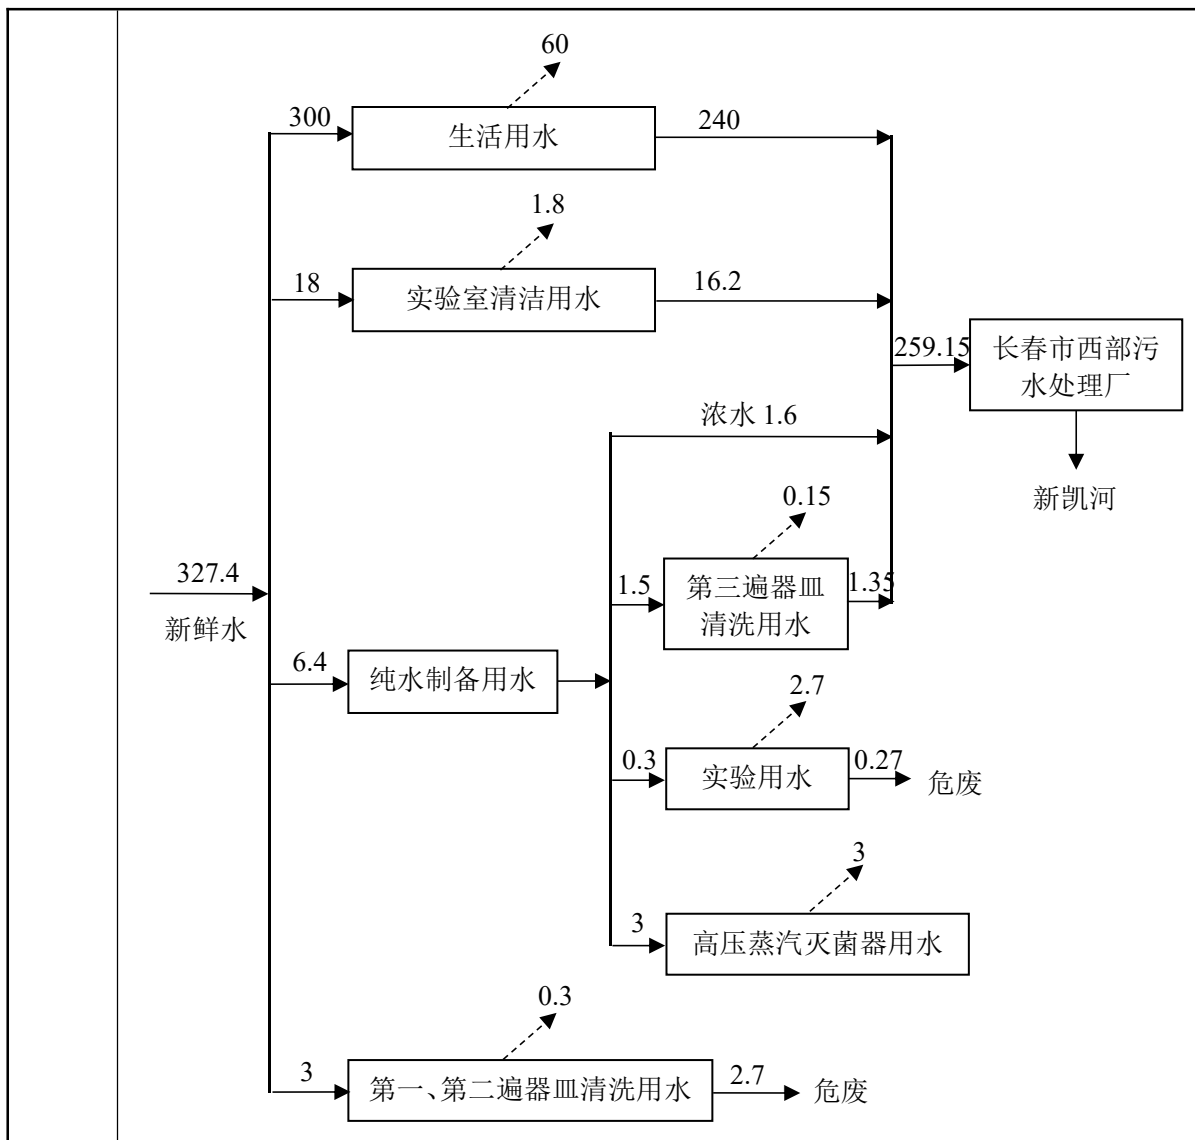 60
300
生活用水
240
1.8
18
实验室清洁用水
16.2
259.15
长春市西部污
水处理厂
浓水 1.6
新凯河
0.15
327.4
新鲜水
1.5
第三遍器皿
清洗用水
1.35
6.4
纯水制备用水
2.7
0.3
实验用水
0.27
危废
3
3
高压蒸汽灭菌器用水
0.3
3
第一、第二遍器皿清洗用水
2.7
危废